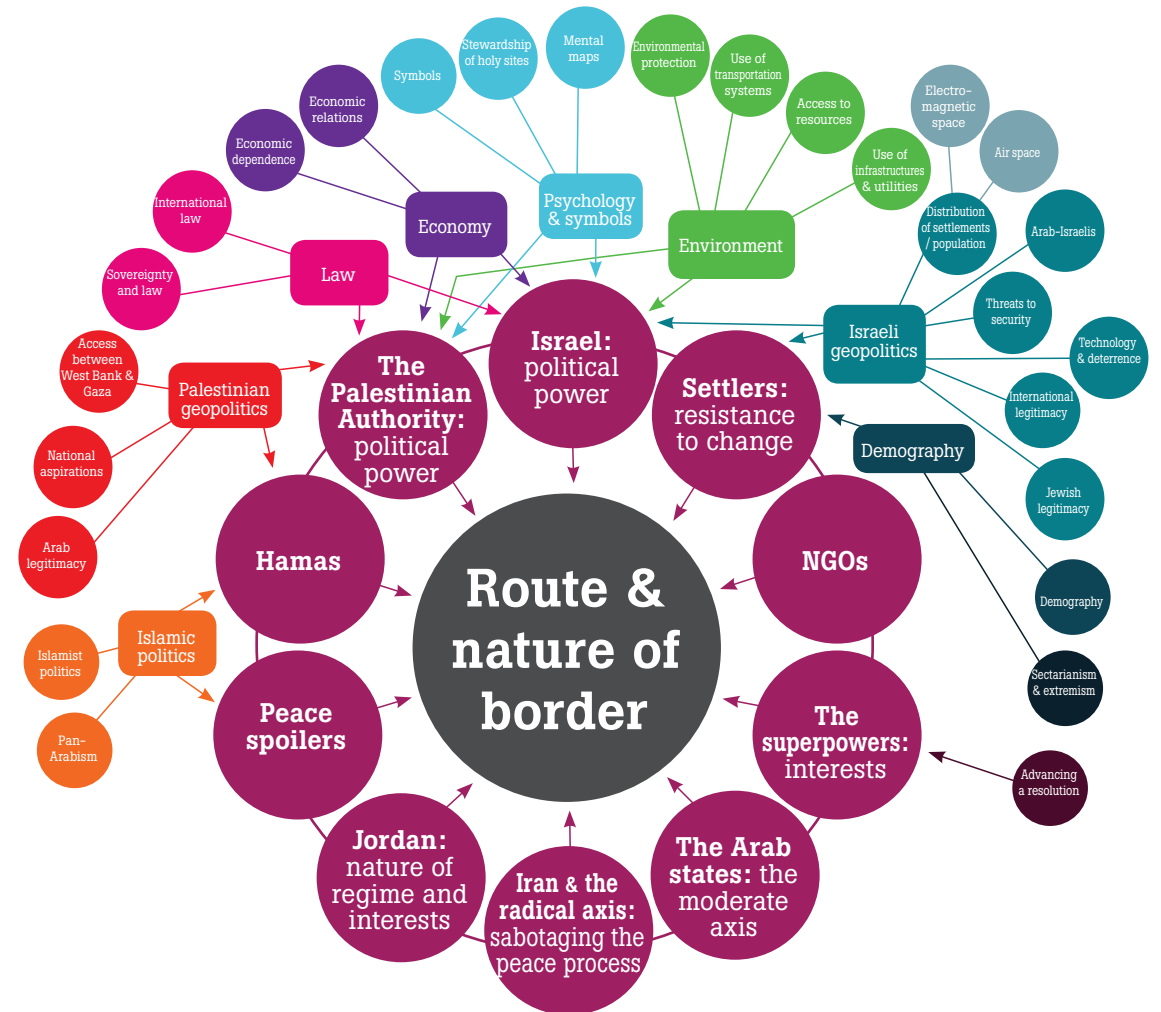 Mental
maps
Stewardship
of holy sites
Symbols
Environmental
protection
Use of
transportation
systems
Access to
resources
Use of
infrastructures
& utilities
Electro-
magnetic
space
Air space
Economic
relations
Economic
dependence
International
law
Sovereignty
and law
Law
Economy
Psychology
& symbols
Environment
Distribution
of settlements
/ population
Arab-Israelis
Threats to
security
Technology
& deterrence
International
legitimacy
Jewish
legitimacy
Israeli
geopolitics
Demography
Demography
Sectarianism
& extremism
Advancing
a resolution
Access
between
West Bank &
Gaza
National
aspirations
Arab
legitimacy
Palestinian
geopolitics
Islamic
politics
Islamist
politics
Pan-
Arabism
The
Palestinian
Authority:
political
power
Israel:
political
power
Settlers:
resistance
to change
Hamas
NGOs
Route &
nature of
border
Peace
spoilers
The
superpowers:
interests
Jordan:
nature of
regime and
interests
Iran & the
radical axis:
sabotaging the
peace process
The Arab
states: the
moderate
axis